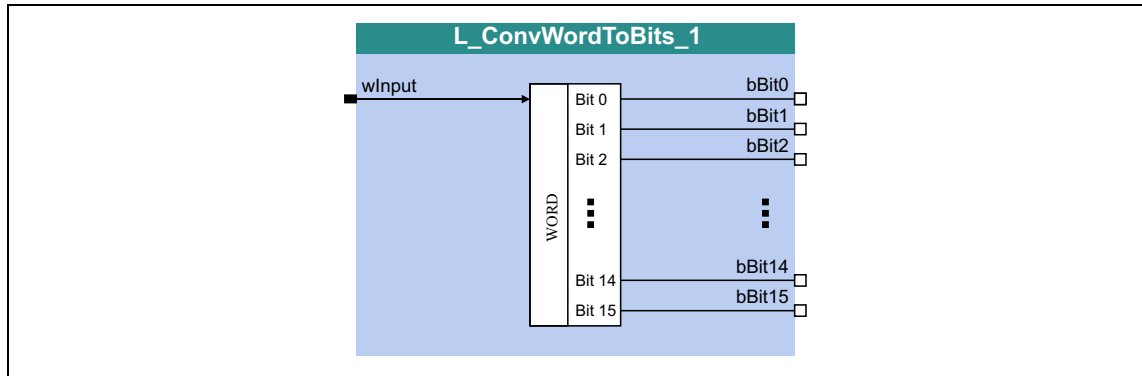 L_ConvWordToBits_1
wInput
WORD
Bit 0
bBit0
Bit 1
bBit1
Bit 2
bBit2
Bit 14
bBit14
Bit 15
bBit15